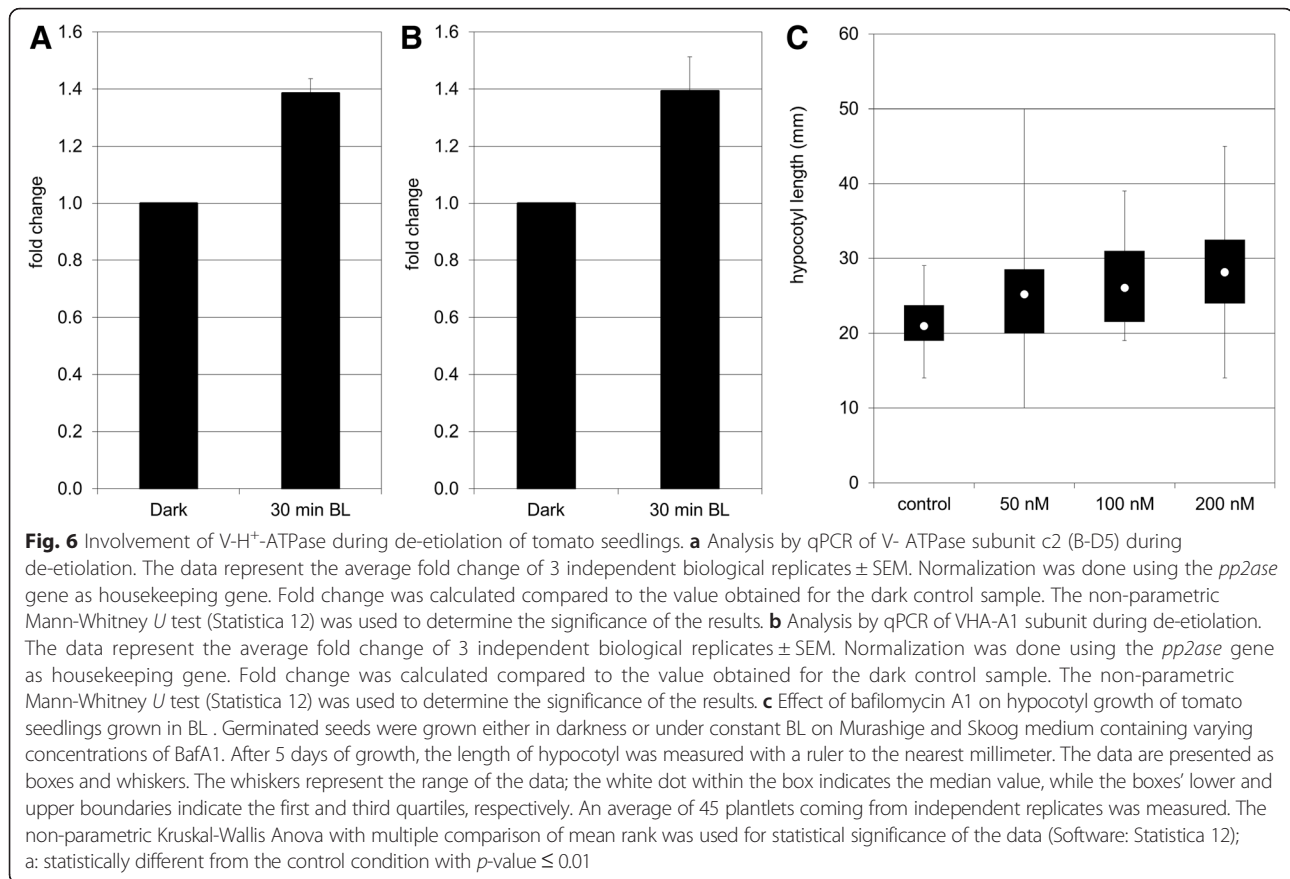 A
B
C
fold change
1.6
1.4
1.2
1.0
0.8
0.6
0.4
0.2
0.0
Dark
30 min BL
fold change
1.6
1.4
1.2
1.0
0.8
0.6
0.4
0.2
0.0
Dark
30 min BL
hypocotyl length (mm)
60
50
40
30
20
10
0
control
50 nM
100 nM
200 nM
Fig. 6 Involvement of V-H⁺-ATPase during de-etiolation of tomato seedlings. a Analysis by qPCR of V- ATPase subunit c2 (B-D5) during
de-etiolation. The data represent the average fold change of 3 independent biological replicates ± SEM. Normalization was done using the pp2ase
gene as housekeeping gene. Fold change was calculated compared to the value obtained for the dark control sample. The non-parametric
Mann-Whitney U test (Statistica 12) was used to determine the significance of the results. b Analysis by qPCR of VHA-A1 subunit during de-etiolation.
The data represent the average fold change of 3 independent biological replicates ± SEM. Normalization was done using the pp2ase gene
as housekeeping gene. Fold change was calculated compared to the value obtained for the dark control sample. The non-parametric
Mann-Whitney U test (Statistica 12) was used to determine the significance of the results. c Effect of bafilomycin A1 on hypocotyl growth of tomato
seedlings grown in BL . Germinated seeds were grown either in darkness or under constant BL on Murashige and Skoog medium containing varying
concentrations of BafA1. After 5 days of growth, the length of hypocotyl was measured with a ruler to the nearest millimeter. The data are presented as
boxes and whiskers. The whiskers represent the range of the data; the white dot within the box indicates the median value, while the boxes' lower and
upper boundaries indicate the first and third quartiles, respectively. An average of 45 plantlets coming from independent replicates was measured. The
non-parametric Kruskal-Wallis Anova with multiple comparison of mean rank was used for statistical significance of the data (Software: Statistica 12);
a: statistically different from the control condition with p-value ≤ 0.01